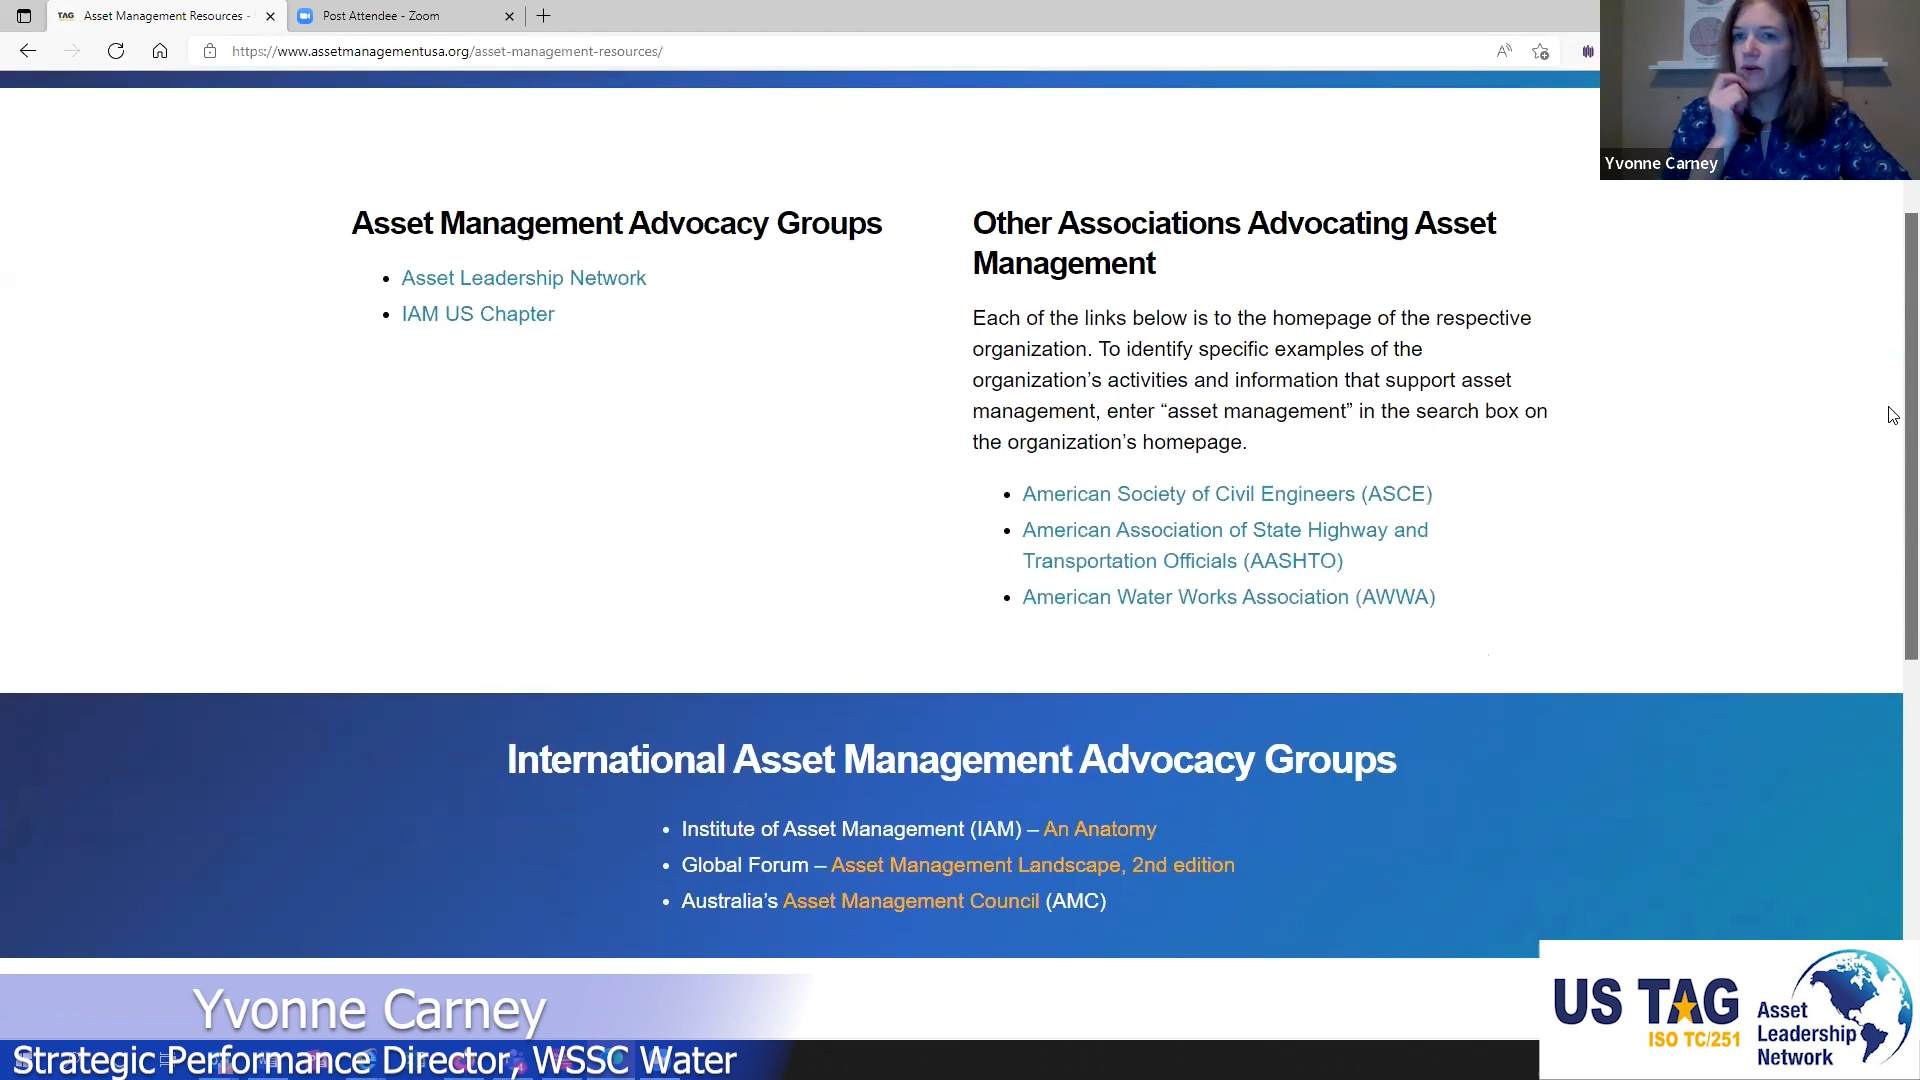 Asset Management Resources -
Post Attendee - Zoom
https://www.assetmanagementusa.org/asset-management-resources/
Yvonne Carney
Asset Management Advocacy Groups
Asset Leadership Network
IAM US Chapter
Other Associations Advocating Asset
Management
Each of the links below is to the homepage of the respective
organization. To identify specific examples of the
organization’s activities and information that support asset
management, enter “asset management” in the search box on
the organization’s homepage.
American Society of Civil Engineers (ASCE)
American Association of State Highway and
Transportation Officials (AASHTO)
American Water Works Association (AWWA)
International Asset Management Advocacy Groups
Institute of Asset Management (IAM) – An Anatomy
Global Forum – Asset Management Landscape, 2nd edition
Australia’s Asset Management Council (AMC)
Yvonne Carney
Strategic Performance Director, WSSC Water
US TAG
ISO TC/251
Asset
Leadership
Network